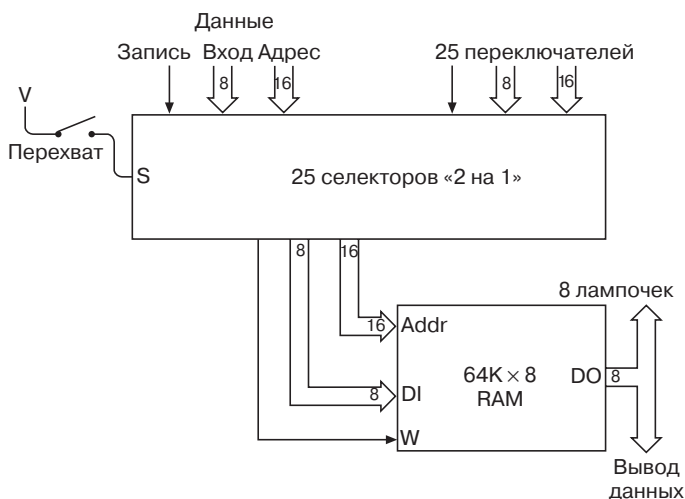 Данные
Запись Вход Адрес
25 переключателей
8
16
8
16
V
Перехват
S
25 селекторов «2 на 1»
8
16
8 лампочек
16
Addr
64K × 8
RAM
DO
8
8
DI
W
Вывод
данных